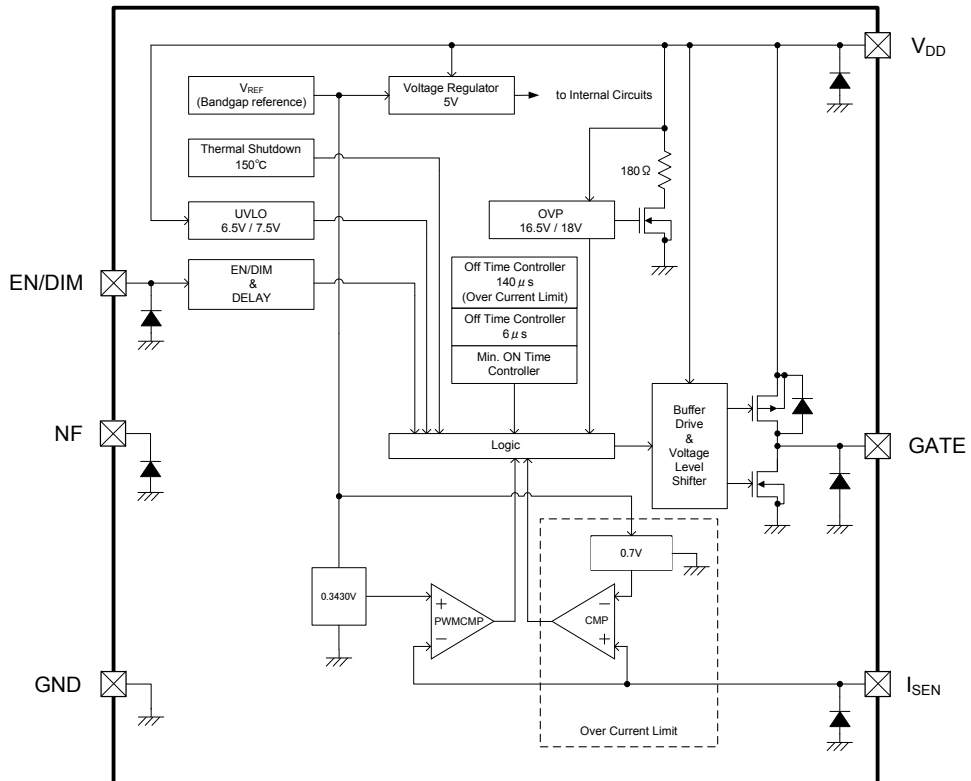 V_DD
V_REF
(Bandgap reference)
Voltage Regulator
5V
to Internal Circuits
Thermal Shutdown
150°C
180Ω
UVLO
6.5V / 7.5V
OVP
16.5V / 18V
EN/DIM
EN/DIM
&
DELAY
Off Time Controller
140μs
(Over Current Limit)
Off Time Controller
6μs
Min. ON Time
Controller
NF
Logic
Buffer
Drive
&
Voltage
Level
Shifter
GATE
0.7V
0.3430V
+
PWMCMP
−
−
CMP
+
GND
I_SEN
Over Current Limit